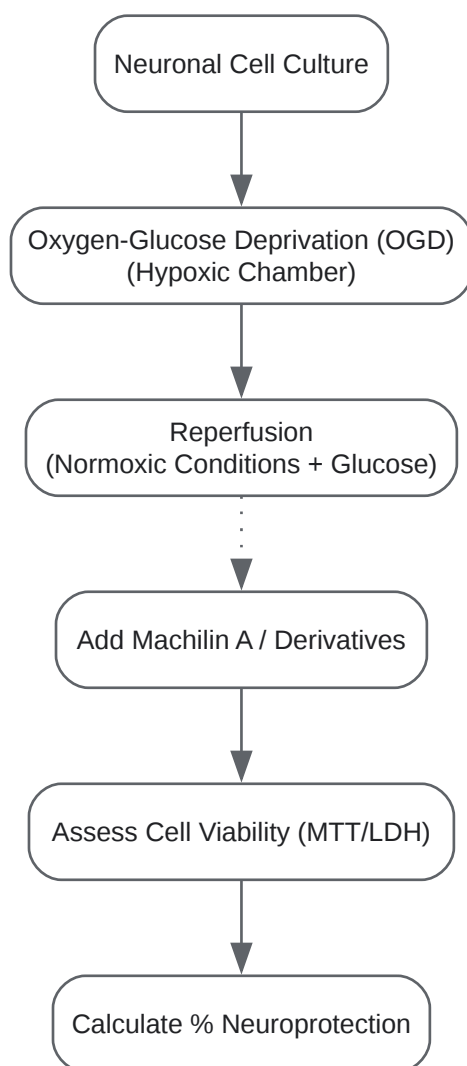 Neuronal Cell Culture
Oxygen-Glucose Deprivation (OGD)
(Hypoxic Chamber)
Reperfusion
(Normoxic Conditions + Glucose)
Add Machilin A / Derivatives
Assess Cell Viability (MTT/LDH)
Calculate % Neuroprotection